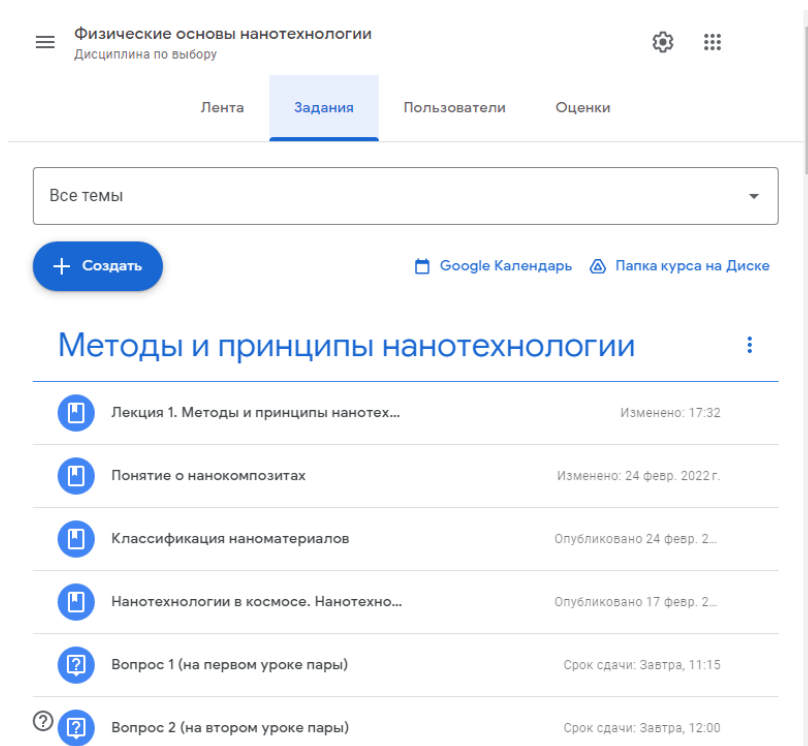 Физические основы нанотехнологии
Дисциплина по выбору
Лента Задания Пользователи Оценки
Все темы
Создать Google Календарь Папка курса на Диске
Методы и принципы нанотехнологии
Лекция 1. Методы и принципы нанотех... Изменено: 17:32
Понятие о нанокомпозитах Изменено: 24 февр. 2022 г.
Классификация наноматериалов Опубликовано 24 февр. 2...
Нанотехнологии в космосе. Нанотехно... Опубликовано 17 февр. 2...
Вопрос 1 (на первом уроке пары) Срок сдачи: Завтра, 11:15
Вопрос 2 (на втором уроке пары) Срок сдачи: Завтра, 12:00